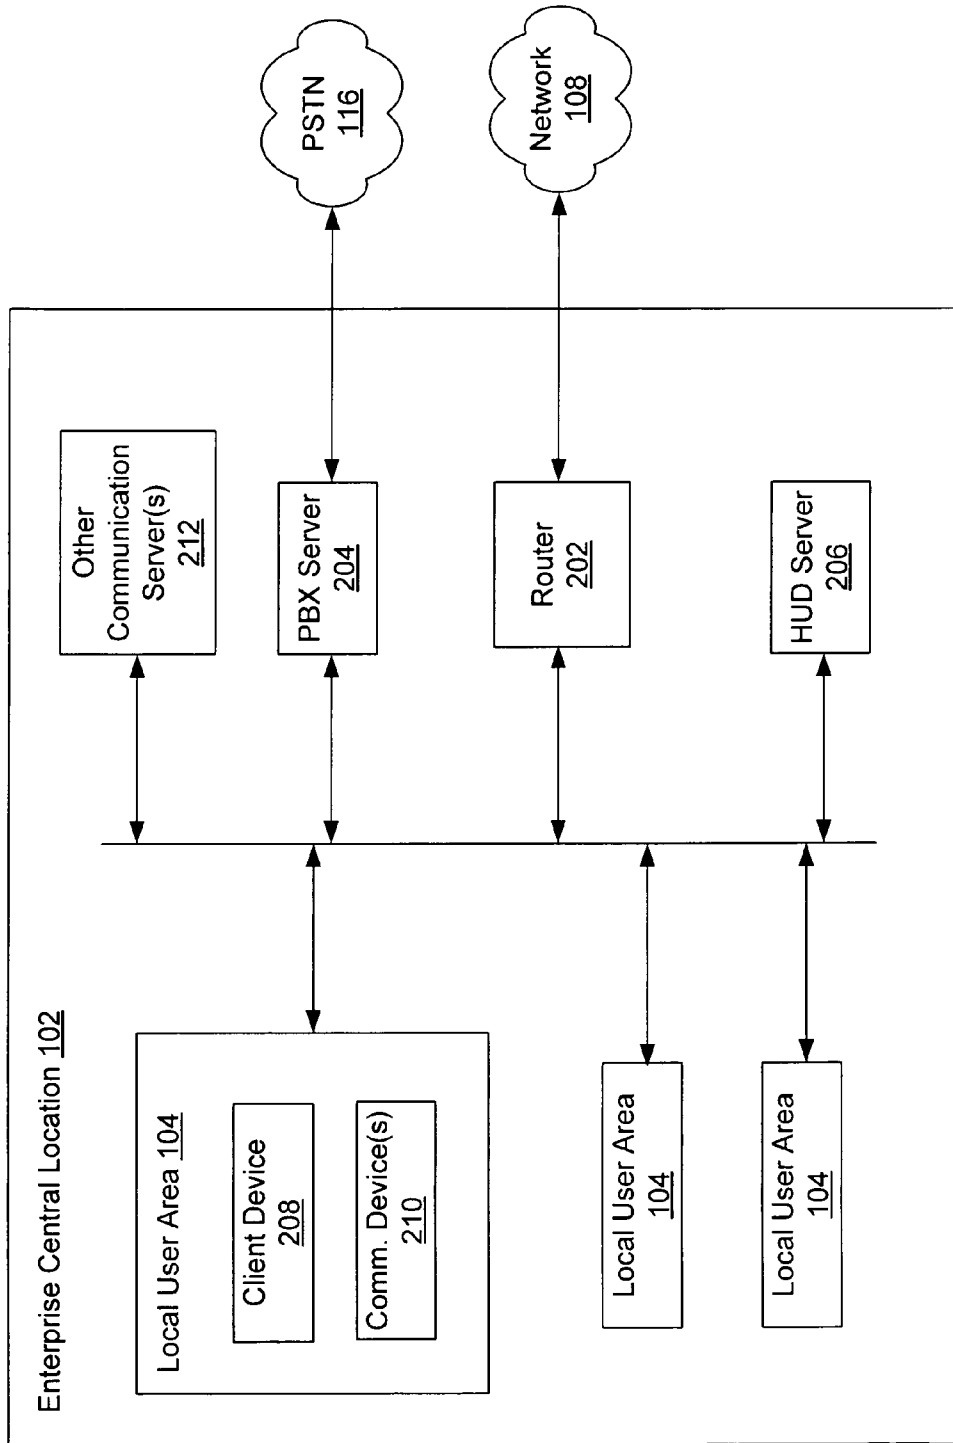 Enterprise Central Location 102
Local User Area 104
Client Device
208
Comm. Device(s)
210
Local User Area
104
Local User Area
104
Other
Communication
Server(s)
212
PBX Server
204
Router
202
HUD Server
206
PSTN
116
Network
108